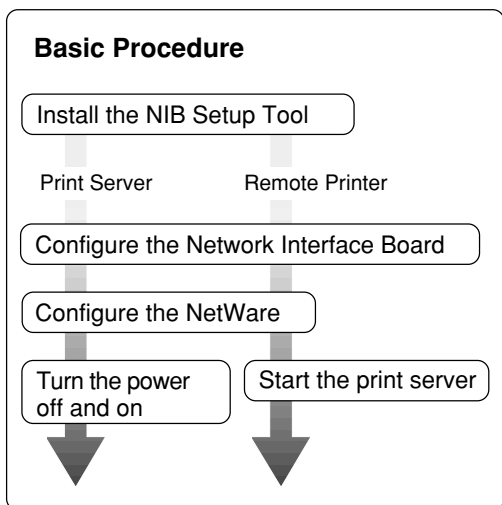 Basic Procedure
Install the NIB Setup Tool
Print Server
Remote Printer
Configure the Network Interface Board
Configure the NetWare
Turn the power
off and on
Start the print server